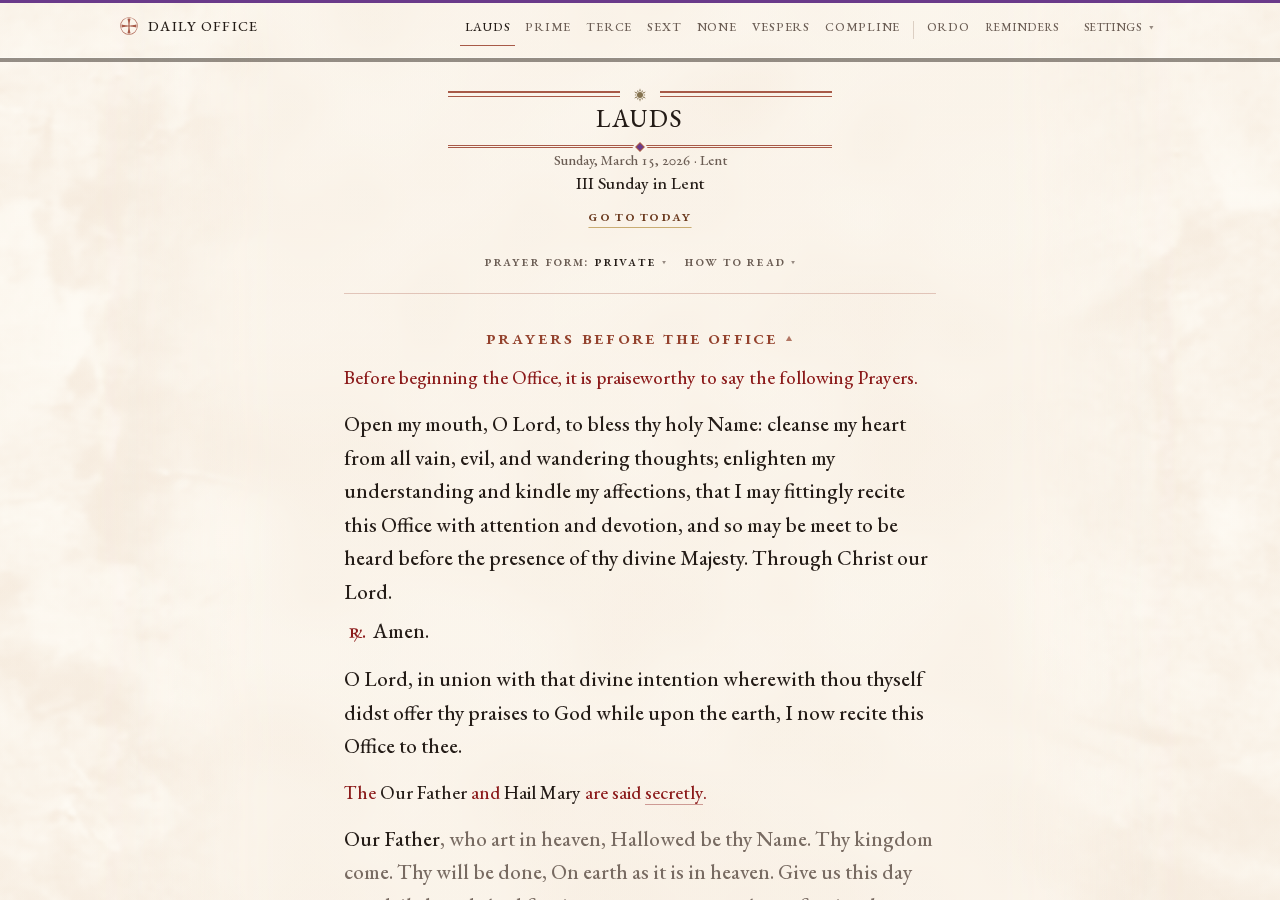 DAILY OFFICE
LAUDS PRIME TERCE SEXT NONE VESPERS COMPLINE ORDO REMINDERS SETTINGS ▾
LAUDS
Sunday, March 15, 2026 · Lent
III Sunday in Lent
GO TO TODAY
PRAYER FORM: PRIVATE ▾ HOW TO READ ▾
PRAYERS BEFORE THE OFFICE ▴
Before beginning the Office, it is praiseworthy to say the following Prayers.
Open my mouth, O Lord, to bless thy holy Name: cleanse my heart
from all vain, evil, and wandering thoughts; enlighten my
understanding and kindle my affections, that I may fittingly recite
this Office with attention and devotion, and so may be meet to be
heard before the presence of thy divine Majesty. Through Christ our
Lord.
℟. Amen.
O Lord, in union with that divine intention wherewith thou thyself
didst offer thy praises to God while upon the earth, I now recite this
Office to thee.
The Our Father and Hail Mary are said secretly.
Our Father, who art in heaven, Hallowed be thy Name. Thy kingdom
come. Thy will be done, On earth as it is in heaven. Give us this day